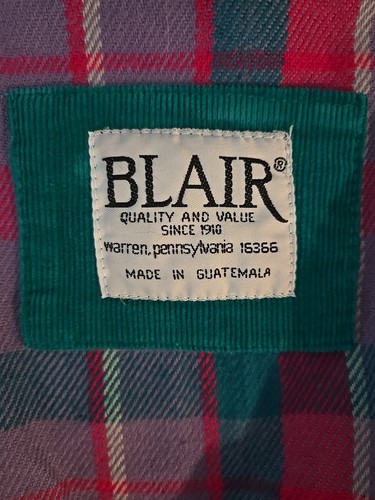 BLAIR®
QUALITY AND VALUE
SINCE 1910
warren, pennsylvania 16366
MADE IN GUATEMALA